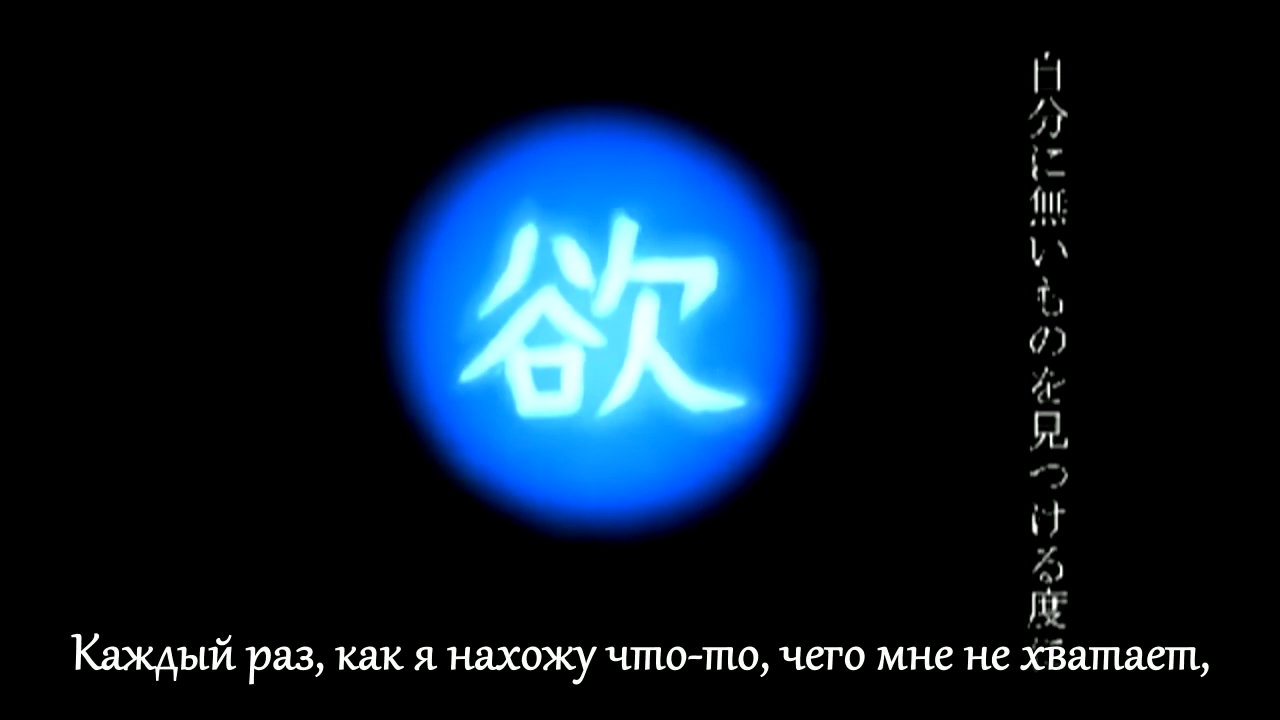 自分に無いものを見つける度に
欲
Каждый раз, как я нахожу что-то, чего мне не хватает,